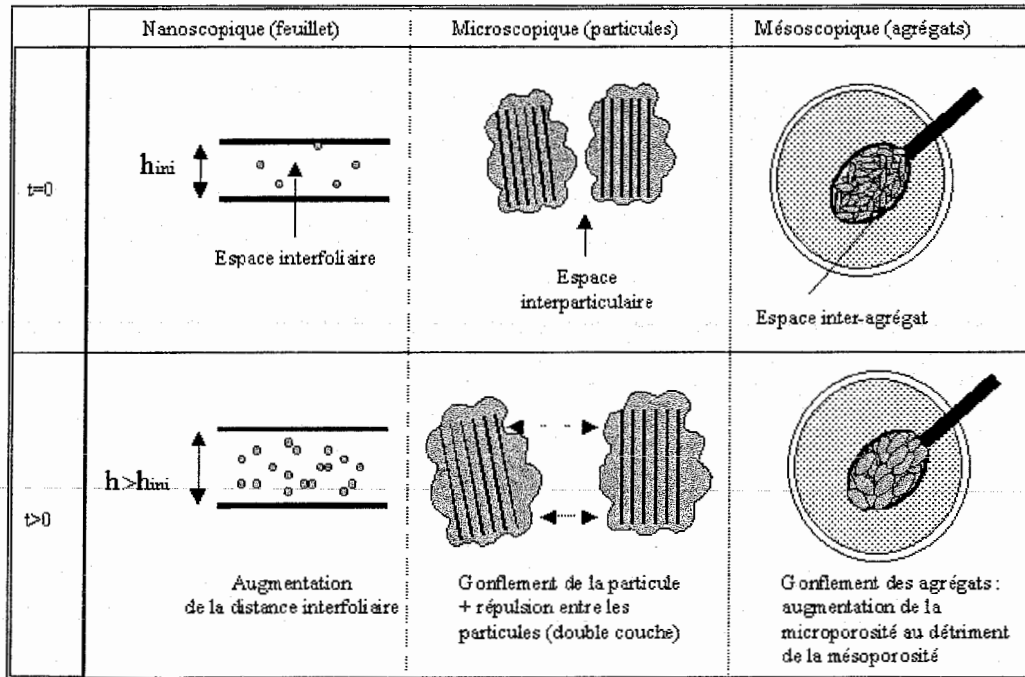 Nanoscopique (feuillet)
Microscopique (particules)
Mésoscopique (agrégats)
t=0
hini
Espace interfoliaire
Espace
interparticulaire
Espace inter-agrégat
t>0
h>hini
Augmentation
de la distance interfoliaire
Gonflement de la particule
+ répulsion entre les
particules (double couche)
Gonflement des agrégats :
augmentation de la
microporosité au détriment
de la mésoporosité